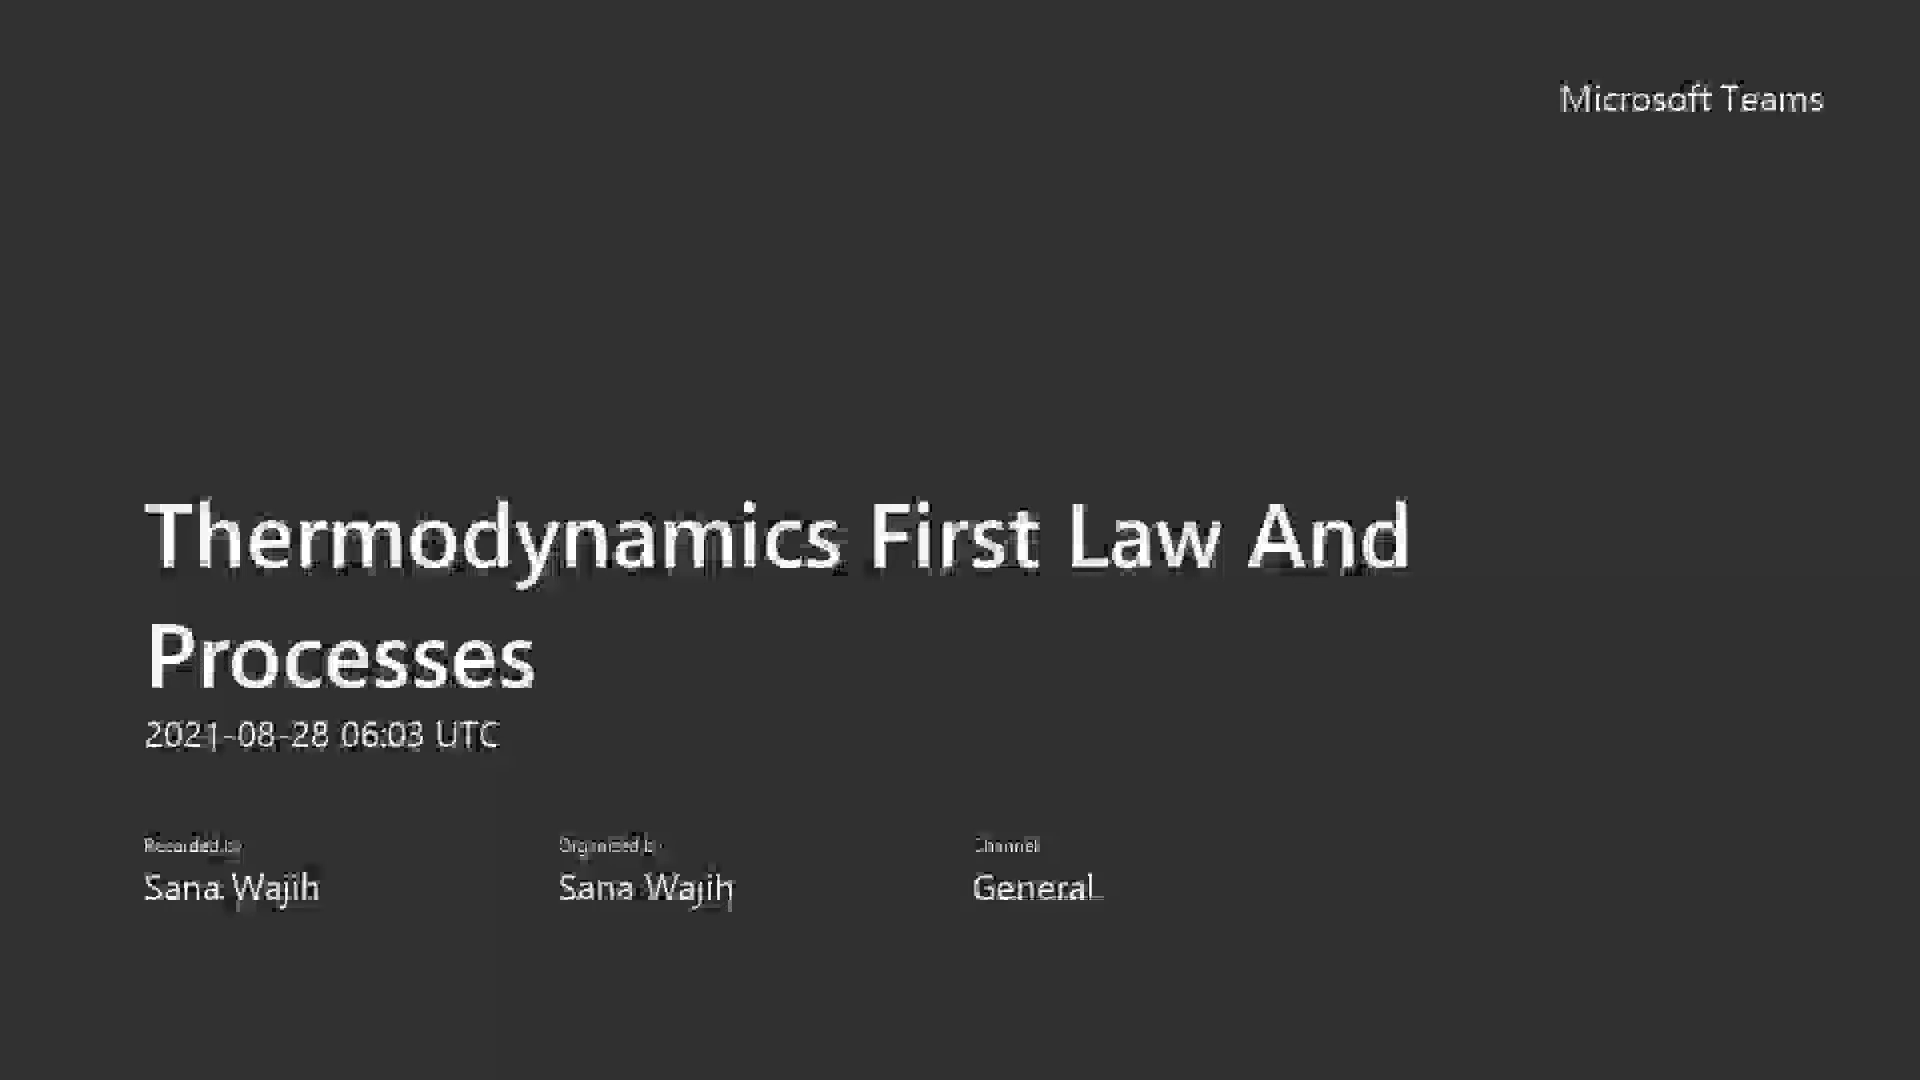 Microsoft Teams
Thermodynamics First Law And
Processes
2021-08-28 06:03 UTC
Recorded by
Organized by
Channel
Sana Wajih
Sana Wajih
General